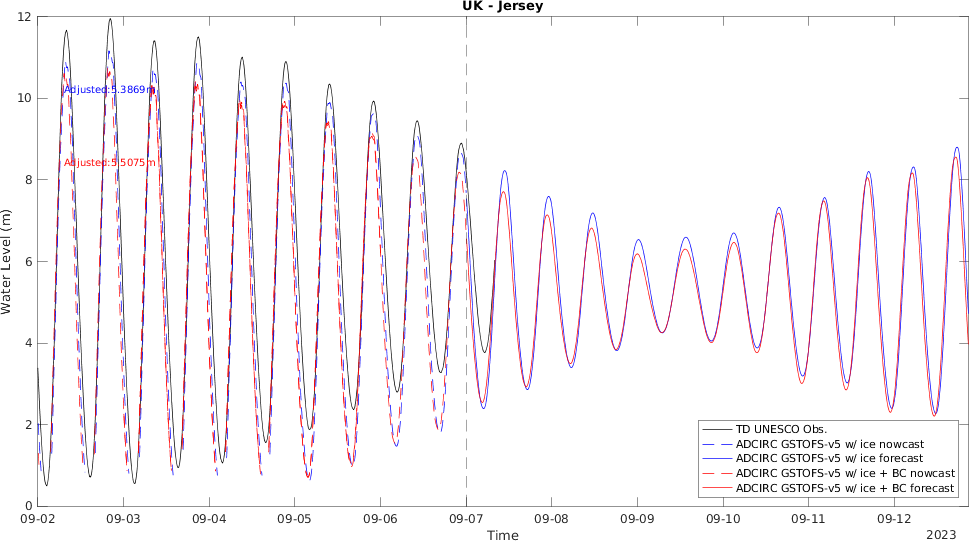 UK - Jersey
12
10
8
6
4
2
0
Water Level (m)
Adjusted:5.3869m
Adjusted:5.5075m
TD UNESCO Obs.
ADCIRC GSTOFS-v5 w/ ice nowcast
ADCIRC GSTOFS-v5 w/ ice forecast
ADCIRC GSTOFS-v5 w/ ice + BC nowcast
ADCIRC GSTOFS-v5 w/ ice + BC forecast
09-02 09-03 09-04 09-05 09-06 09-07 09-08 09-09 09-10 09-11 09-12
Time
2023